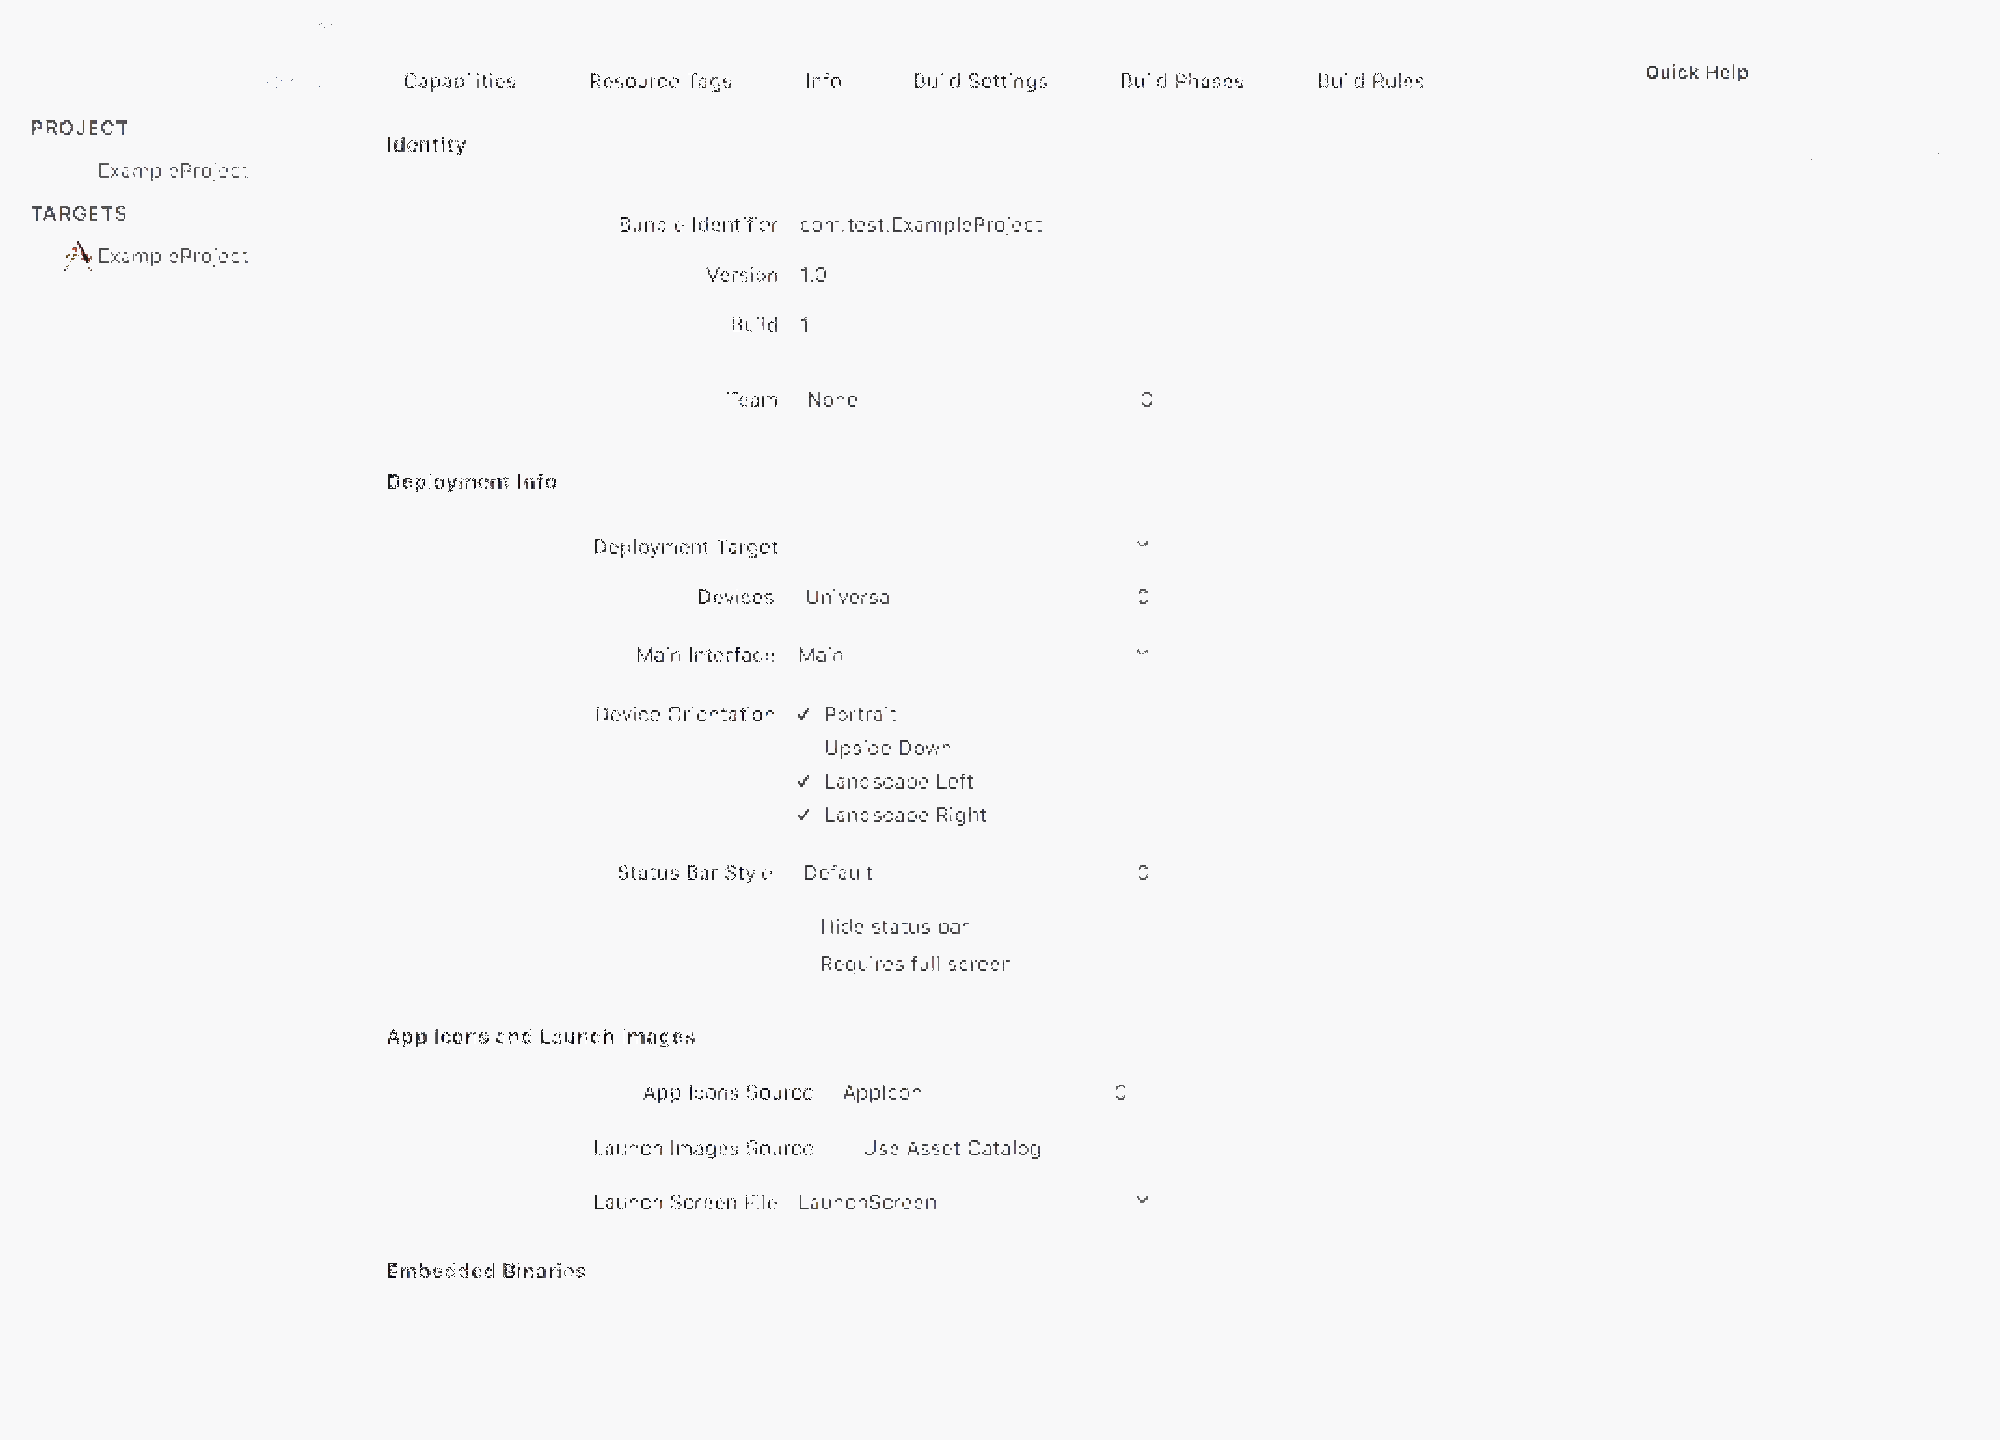 Capabilities Resource Tags Info Build Settings Build Phases Build Rules
Quick Help
PROJECT
ExampleProject
TARGETS
ExampleProject
Identity
Bundle Identifier com.test.ExampleProject
Version 1.0
Build 1
Team None
Deployment Info
Deployment Target
Devices Universal
Main Interface Main
Device Orientation ✓ Portrait
Upside Down
✓ Landscape Left
✓ Landscape Right
Status Bar Style Default
Hide status bar
Requires full screen
App Icons and Launch Images
App Icons Source AppIcon
Launch Images Source Use Asset Catalog
Launch Screen File LaunchScreen
Embedded Binaries